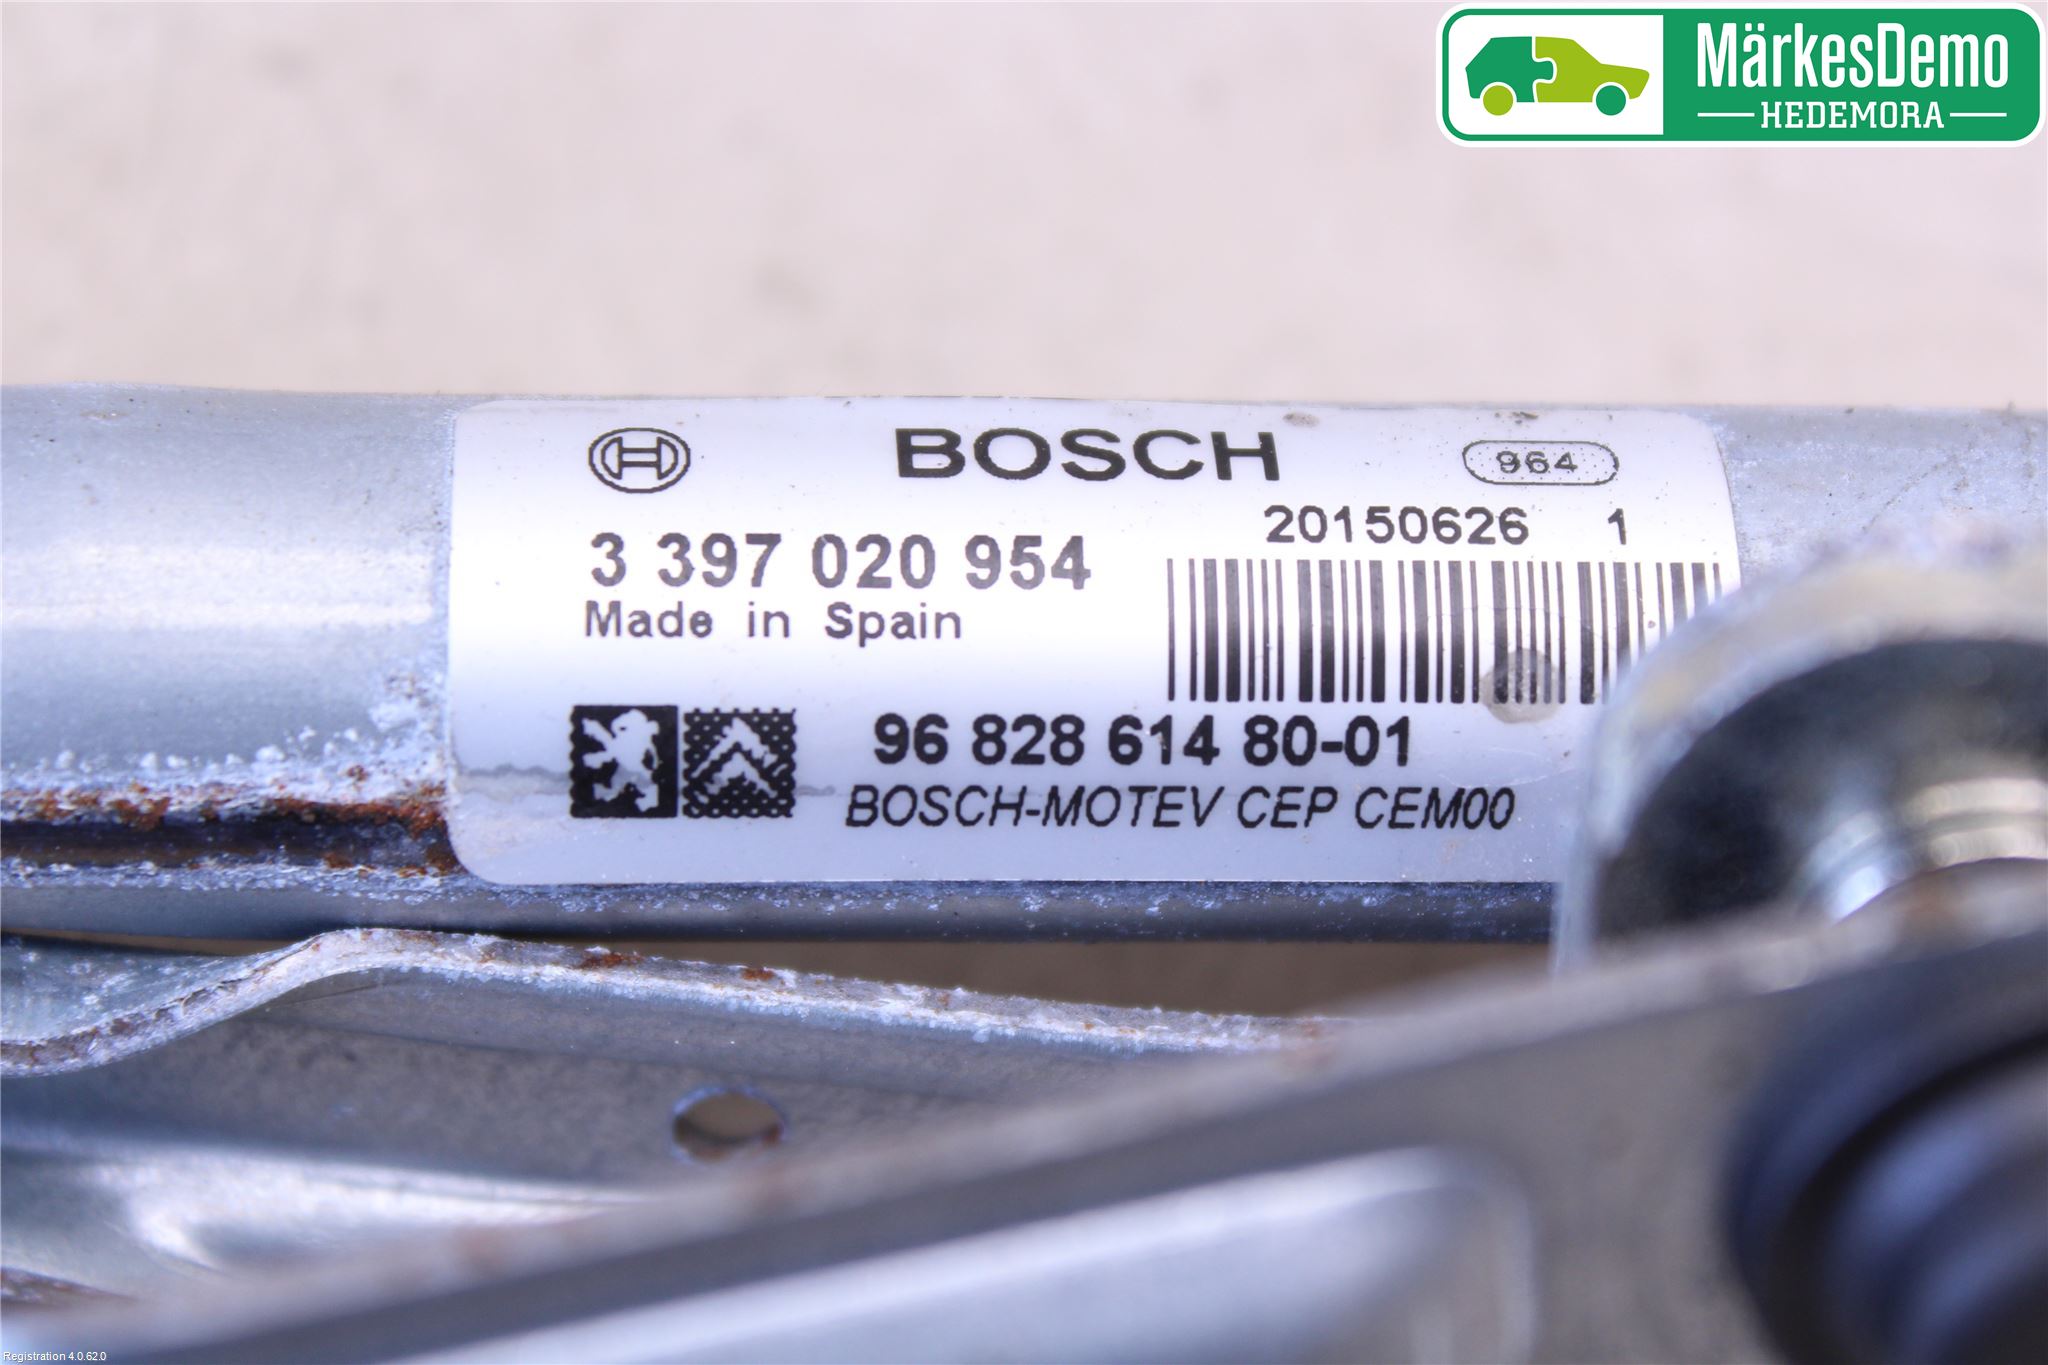 MärkesDemo
HEDEMORA
BOSCH
964
20150626 1
3 397 020 954
Made in Spain
96 828 614 80-01
BOSCH-MOTEV CEP CEM00
Registration 4.0.62.0